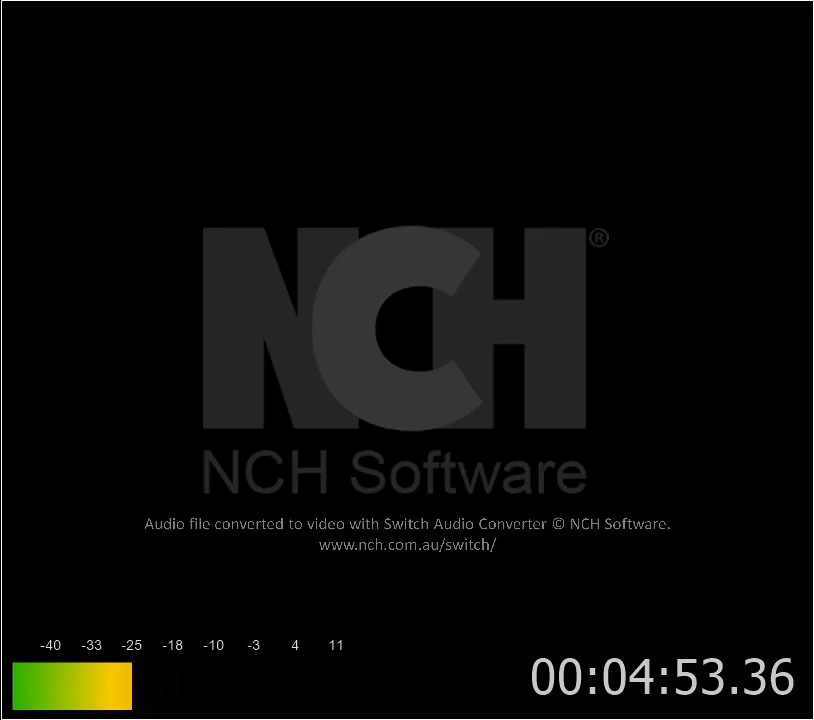 NCH®
NCH Software
Audio file converted to video with Switch Audio Converter © NCH Software.
www.nch.com.au/switch/
-40 -33 -25 -18 -10 -3 4 11
00:04:53.36